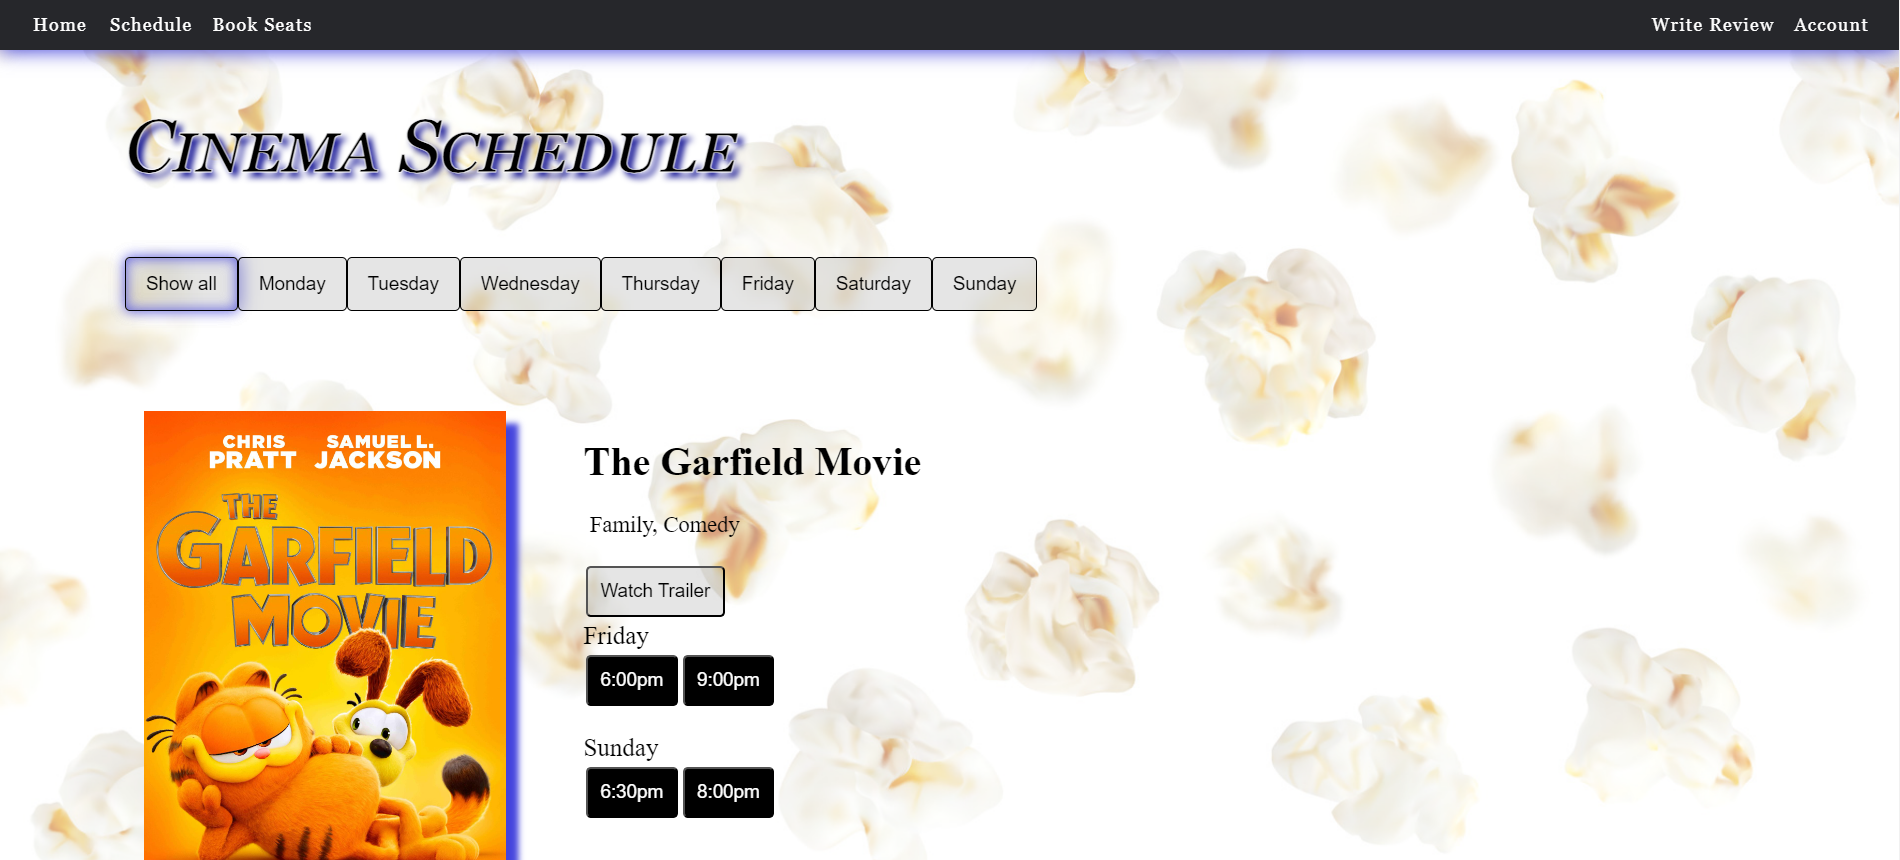 Home Schedule Book Seats Write Review Account
Cinema Schedule
Show all Monday Tuesday Wednesday Thursday Friday Saturday Sunday
CHRIS PRATT SAMUEL L. JACKSON
THE
GARFIELD
MOVIE
The Garfield Movie
Family, Comedy
Watch Trailer
Friday
6:00pm 9:00pm
Sunday
6:30pm 8:00pm